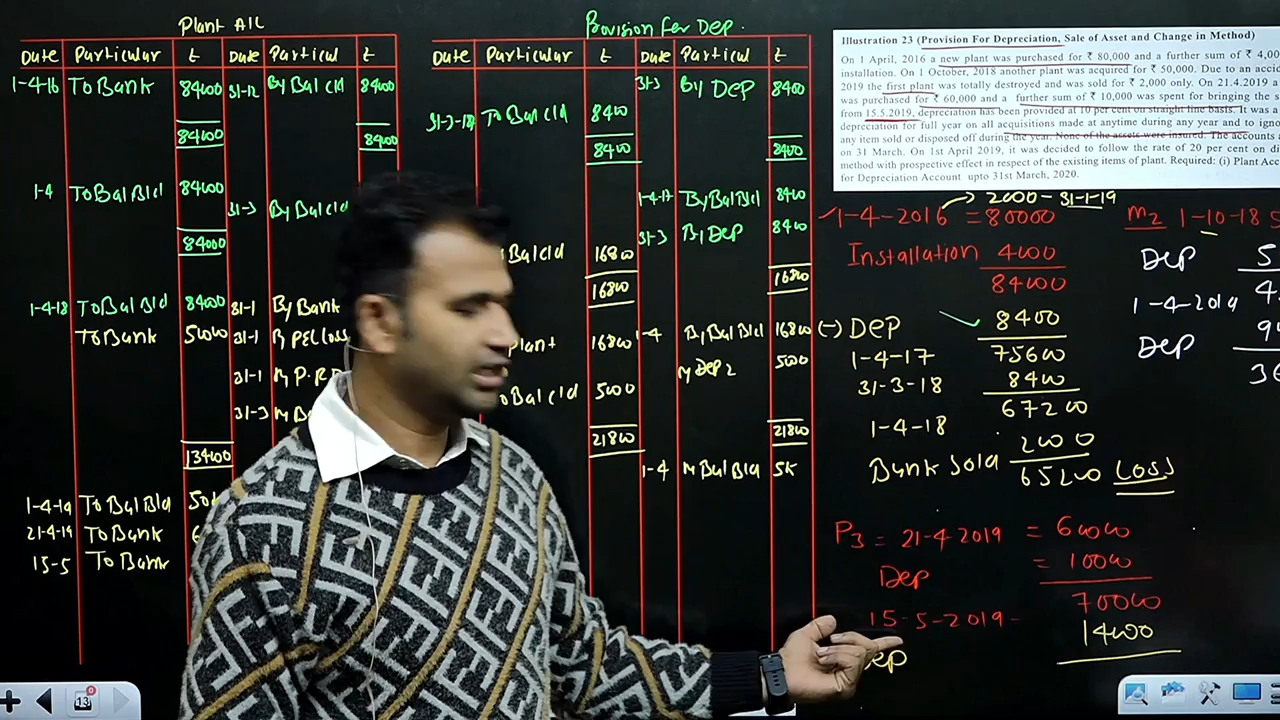 Plant A/C
Date Particular ₹ Date Particul ₹
1-4-16 To Bank 84000 31-12 By Bal c/d 84000
84000 84000
1-4 To Bal B/d 84000
31-3 By Bal c/d
84000
1-4-18 To Bal B/d 84000 31-1 By Bank
To Bank 50000 31-1 By P&L Loss
31-1 By P.R.D
31-3
134000
1-4-19 To Bal B/d
21-4-19 To Bank
15-5 To Bank
Provision for Dep.
Date Particular ₹ Date Particul ₹
31-3 By Dep 8400
31-3-18 To Bal c/d 8400
8400 8400
1-4-17 By Bal B/d 8400
31-3 By Dep 8400
Bal c/d 16800
16800 16800
Plant 16800 1-4 By Bal B/d 16800
By Dep 2 5000
Bal c/d 5000
21800 21800
1-4 By Bal B/d 5K
Illustration 23 (Provision For Depreciation, Sale of Asset and Change in Method)
On 1 April, 2016 a new plant was purchased for ₹ 80,000 and a further sum of ₹ 4,00
installation. On 1 October, 2018 another plant was acquired for ₹ 50,000. Due to an accid
2019 the first plant was totally destroyed and was sold for ₹ 2,000 only. On 21.4.2019 a
was purchased for ₹ 60,000 and a further sum of ₹ 10,000 was spent for bringing the s
from 15.5.2019, depreciation has been provided at 10 per cent on straight line basis. It was a
depreciation for full year on all acquisitions made at anytime during any year and to igno
any item sold or disposed off during the year. None of the assets were insured. The accounts
on 31 March. On 1st April 2019, it was decided to follow the rate of 20 per cent on di
method with prospective effect in respect of the existing items of plant. Required: (i) Plant Acc
for Depreciation Account upto 31st March, 2020.
2000 - 31-1-19
1-4-2016 = 80000
Installation 4000
84000
(-) Dep 8400
1-4-17 75600
31-3-18 8400
1-4-18 67200
2000
Bank sold 65200 Loss
P3 = 21-4 2019 = 60000
= 10000
Dep
70000
15-5-2019-
14000
ep
M2 1-10-18
Dep 5
1-4-2019
Dep
13